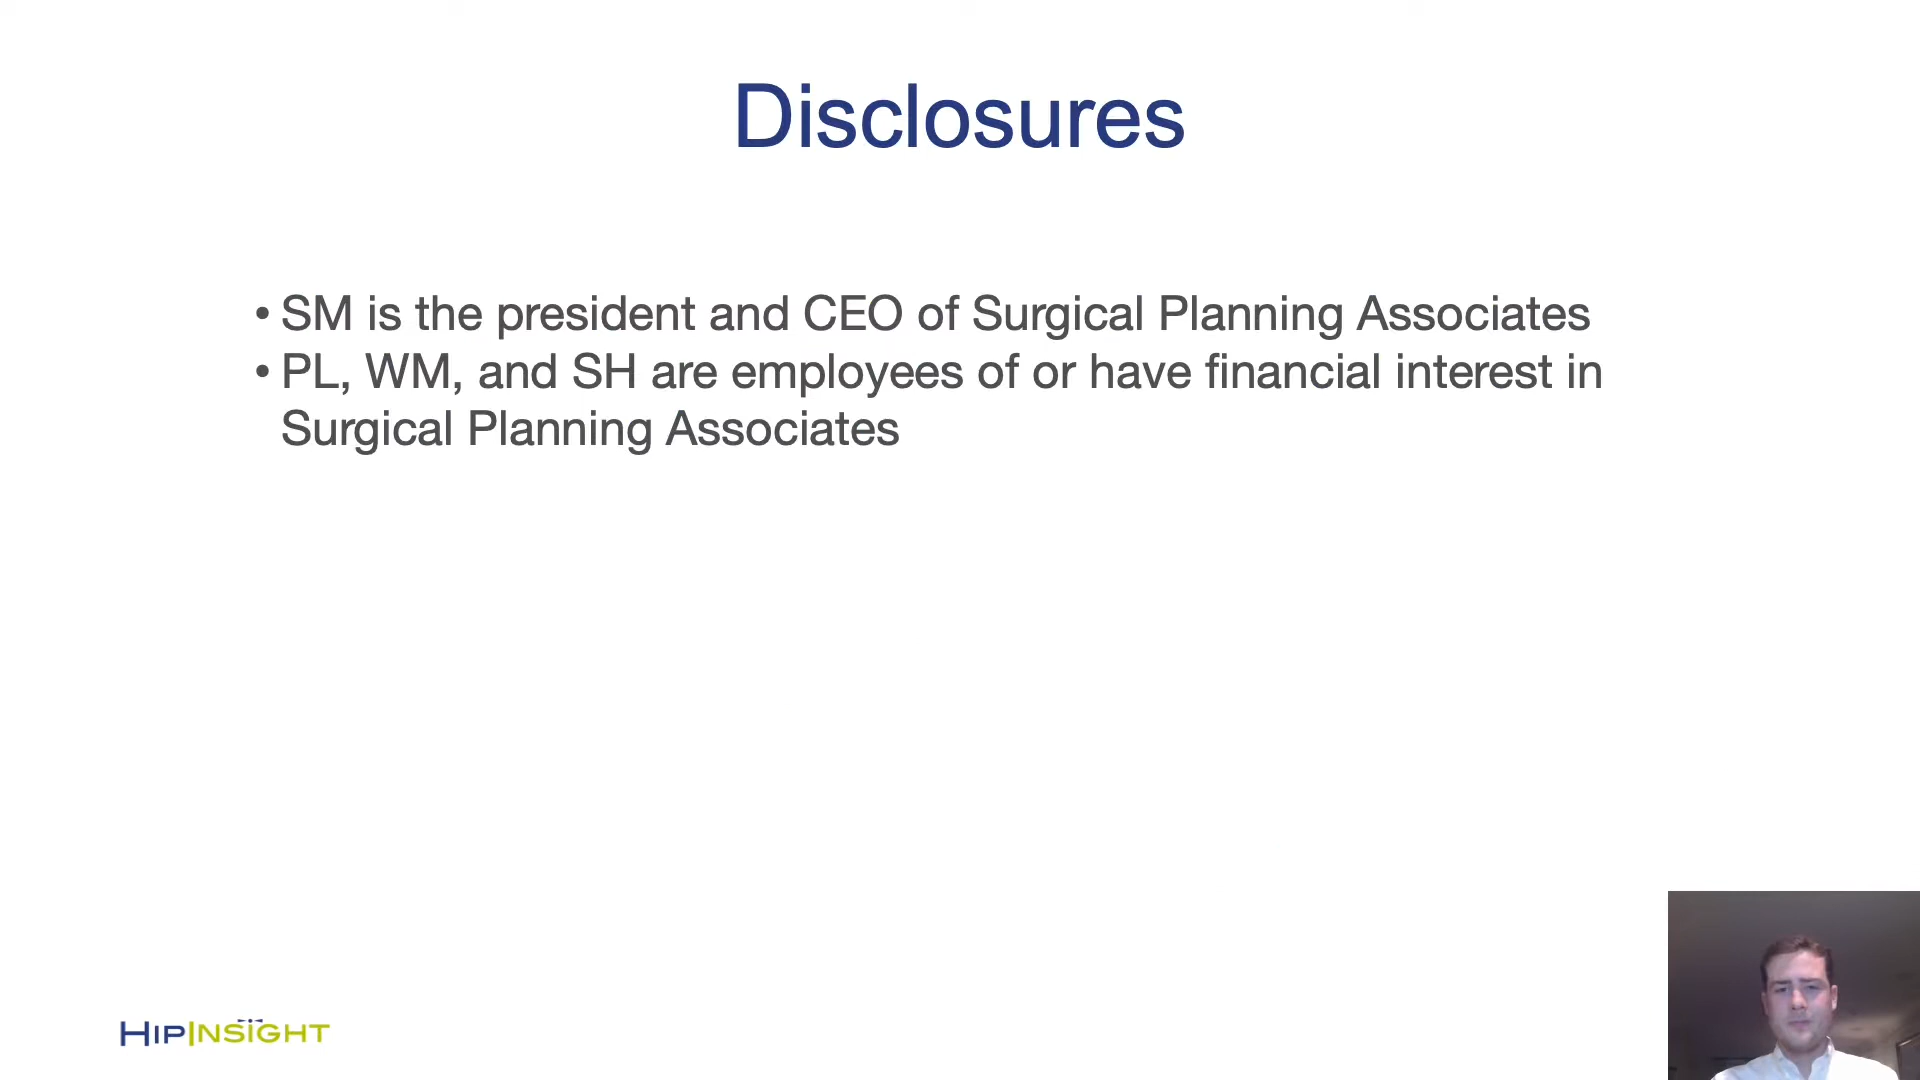 Disclosures
• SM is the president and CEO of Surgical Planning Associates
• PL, WM, and SH are employees of or have financial interest in
Surgical Planning Associates
HIPINSIGHT